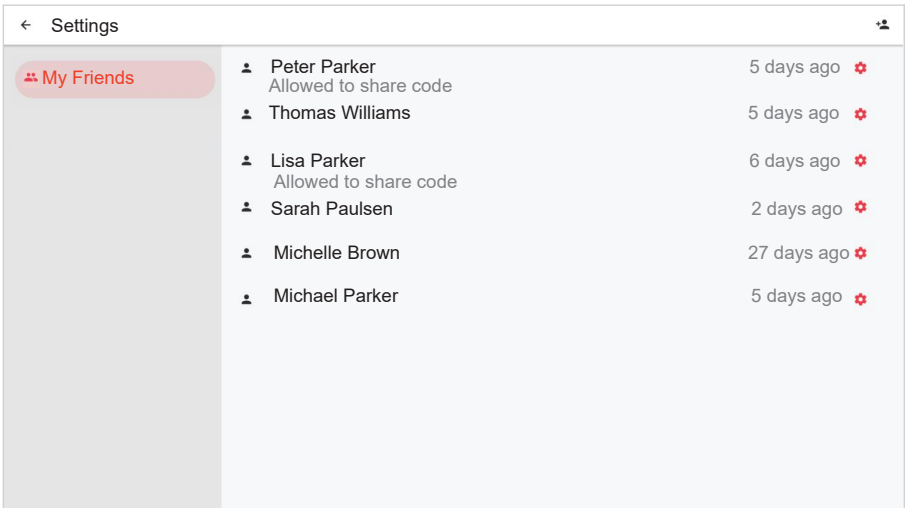 Settings
My Friends
Peter Parker 5 days ago
Allowed to share code
Thomas Williams 5 days ago
Lisa Parker 6 days ago
Allowed to share code
Sarah Paulsen 2 days ago
Michelle Brown 27 days ago
Michael Parker 5 days ago